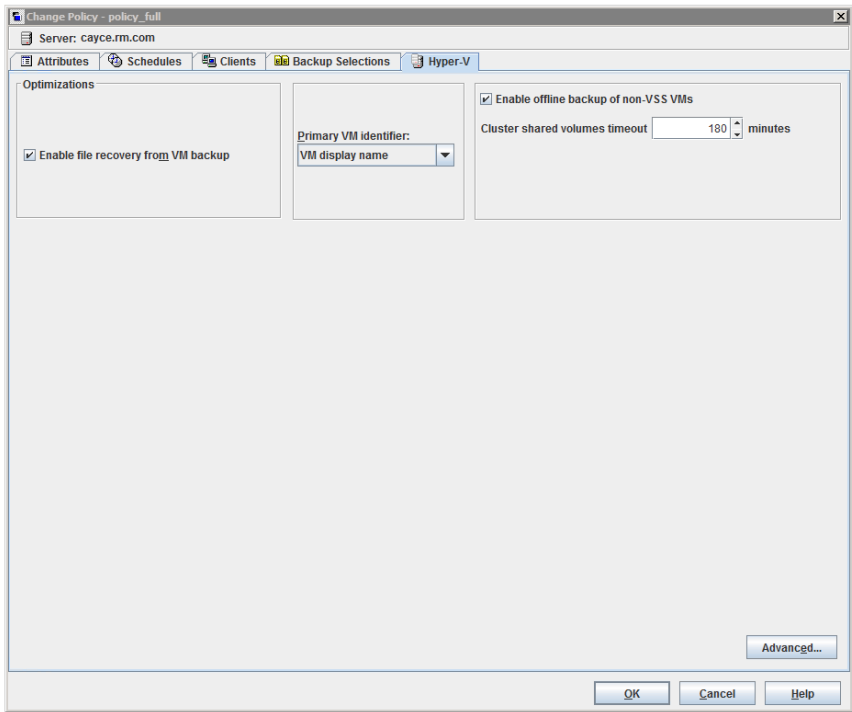 Change Policy - policy_full
Server: cayce.rm.com
Attributes Schedules Clients Backup Selections Hyper-V
Optimizations
Enable file recovery from VM backup
Primary VM identifier:
VM display name
Enable offline backup of non-VSS VMs
Cluster shared volumes timeout 180 minutes
Advanced...
OK Cancel Help